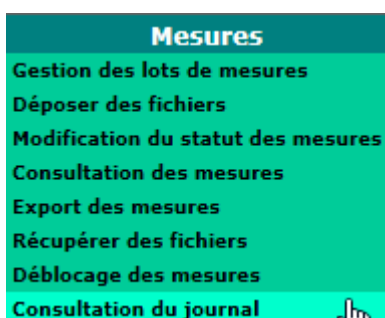 Mesures
Gestion des lots de mesures
Déposer des fichiers
Modification du statut des mesures
Consultation des mesures
Export des mesures
Récupérer des fichiers
Déblocage des mesures
Consultation du journal